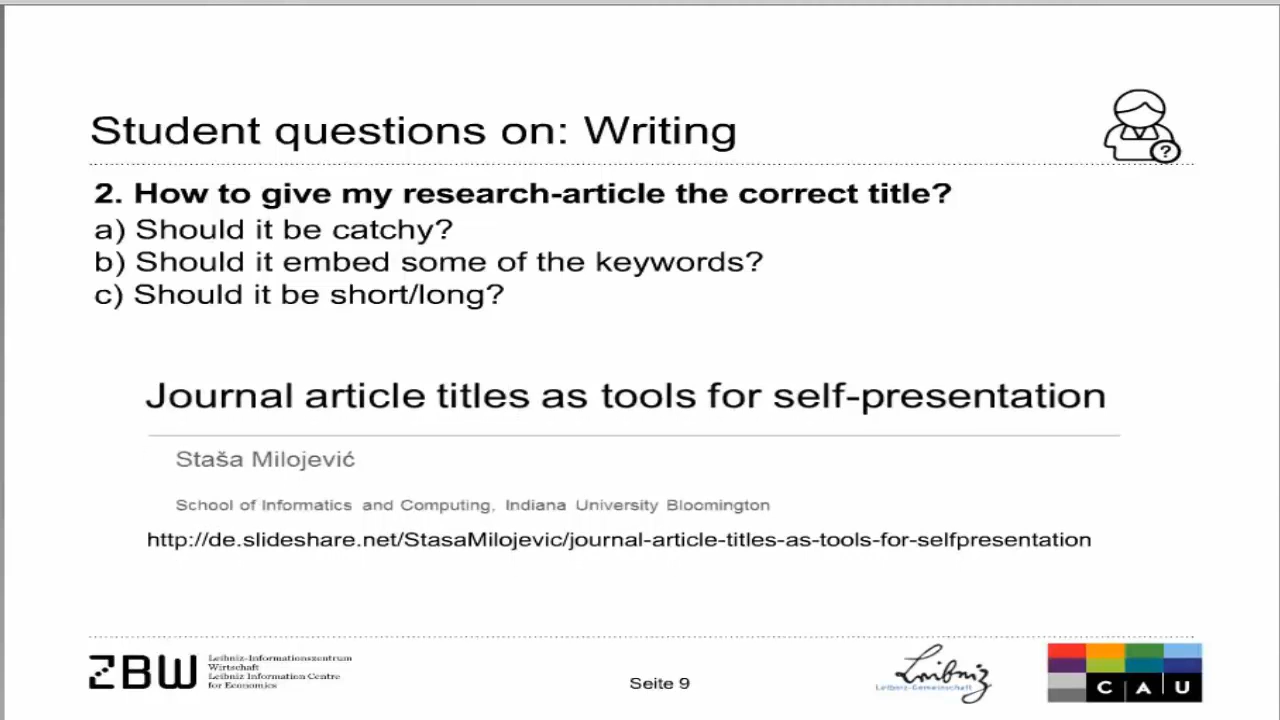 Student questions on: Writing
?
2. How to give my research-article the correct title?
a) Should it be catchy?
b) Should it embed some of the keywords?
c) Should it be short/long?
Journal article titles as tools for self-presentation
Staša Milojević
School of Informatics and Computing, Indiana University Bloomington
http://de.slideshare.net/StasaMilojevic/journal-article-titles-as-tools-for-selfpresentation
ZBW
Leibniz-Informationszentrum
Wirtschaft
Leibniz Information Centre
for Economics
Seite 9
Leibniz
Leibniz-Gemeinschaft
C A U